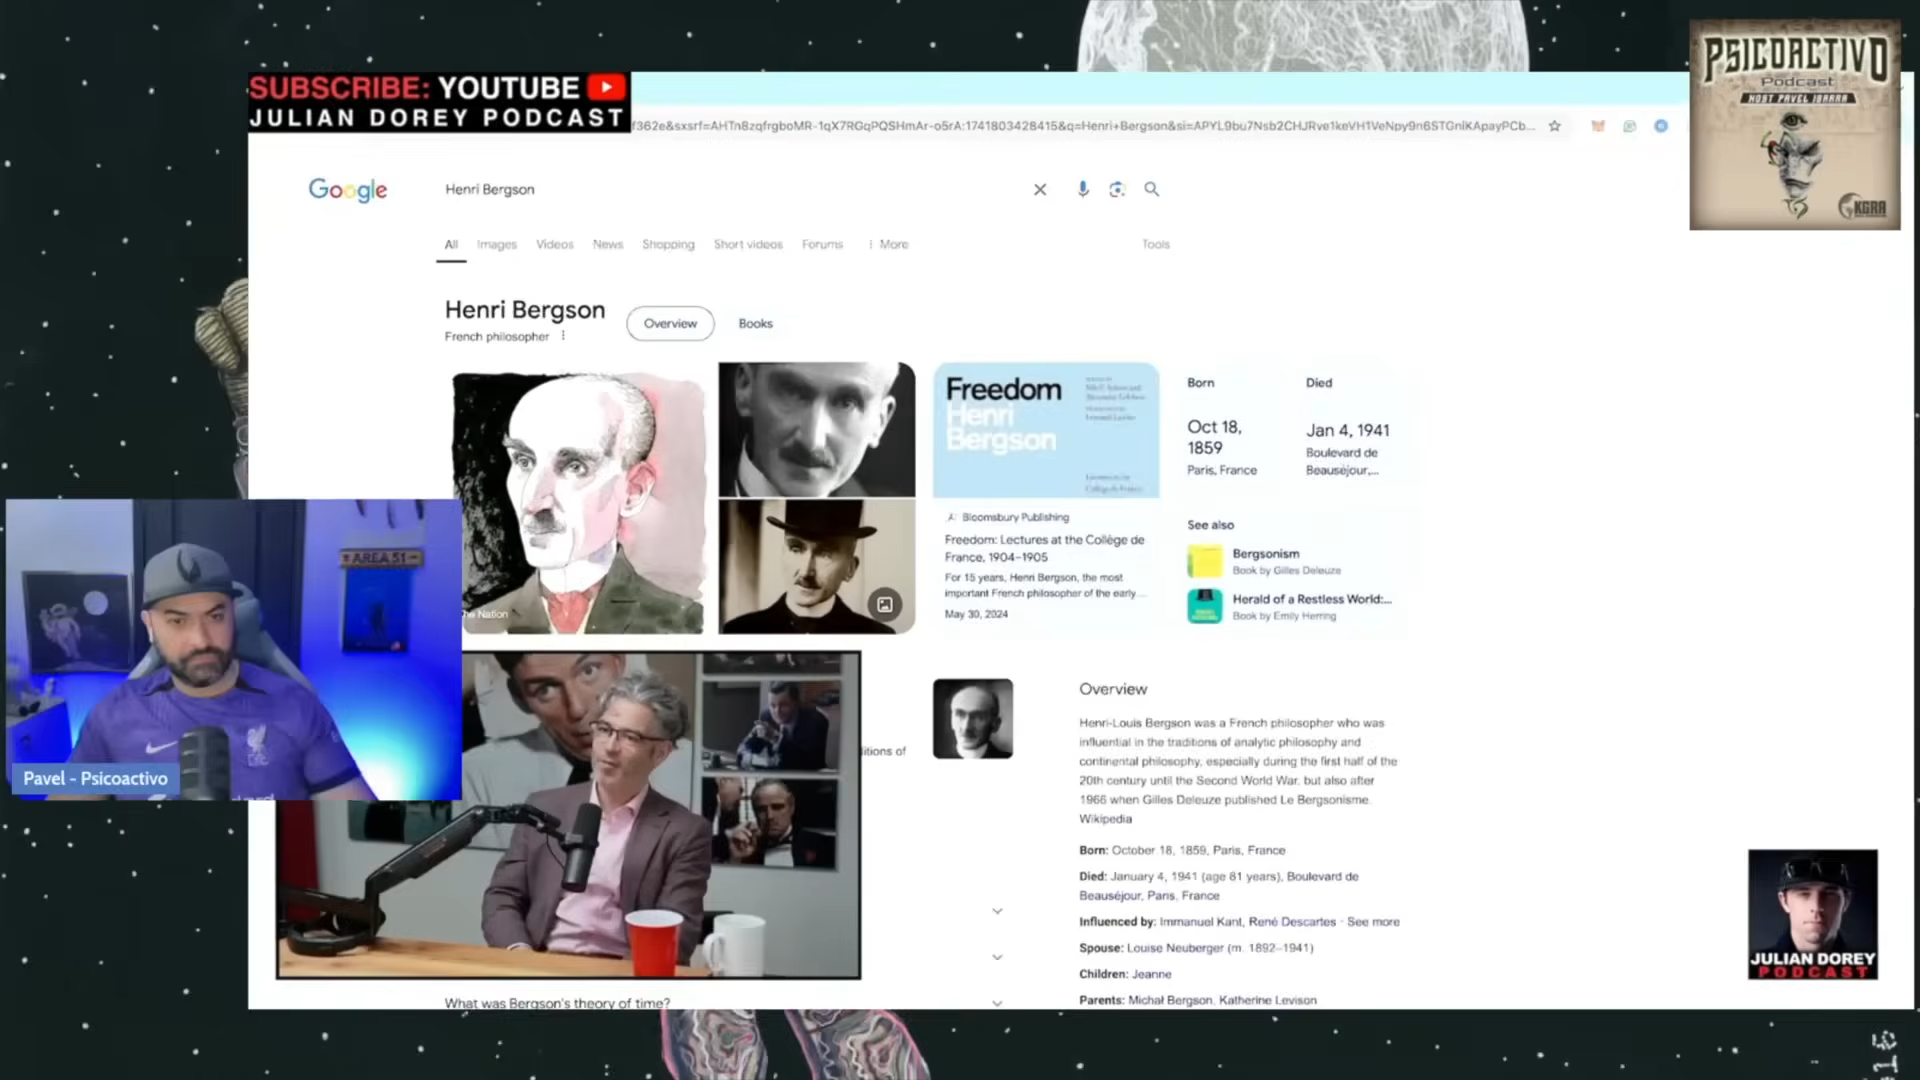 SUBSCRIBE: YOUTUBE
JULIAN DOREY PODCAST
PSICOACTIVO
Podcast
HOST PAVEL IBARRA
KGRA
Google
Henri Bergson
All Images Videos News Shopping Short videos Forums More Tools
Henri Bergson
French philosopher
Overview
Books
Freedom
Henri
Bergson
Born
Oct 18,
1859
Paris, France
Died
Jan 4, 1941
Boulevard de
Beauséjour,...
Bloomsbury Publishing
Freedom: Lectures at the Collège de
France, 1904–1905
For 15 years, Henri Bergson, the most
important French philosopher of the early...
May 30, 2024
See also
Bergsonism
Book by Gilles Deleuze
Herald of a Restless World:...
Book by Emily Herring
he Nation
AREA 51
Pavel - Psicoactivo
litions of
Overview
Henri-Louis Bergson was a French philosopher who was
influential in the traditions of analytic philosophy and
continental philosophy, especially during the first half of the
20th century until the Second World War, but also after
1966 when Gilles Deleuze published Le Bergsonisme.
Wikipedia
Born: October 18, 1859, Paris, France
Died: January 4, 1941 (age 81 years), Boulevard de
Beauséjour, Paris, France
Influenced by: Immanuel Kant, René Descartes · See more
Spouse: Louise Neuberger (m. 1892–1941)
Children: Jeanne
Parents: Michał Bergson, Katherine Levison
What was Bergson's theory of time?
JULIAN DOREY
PODCAST